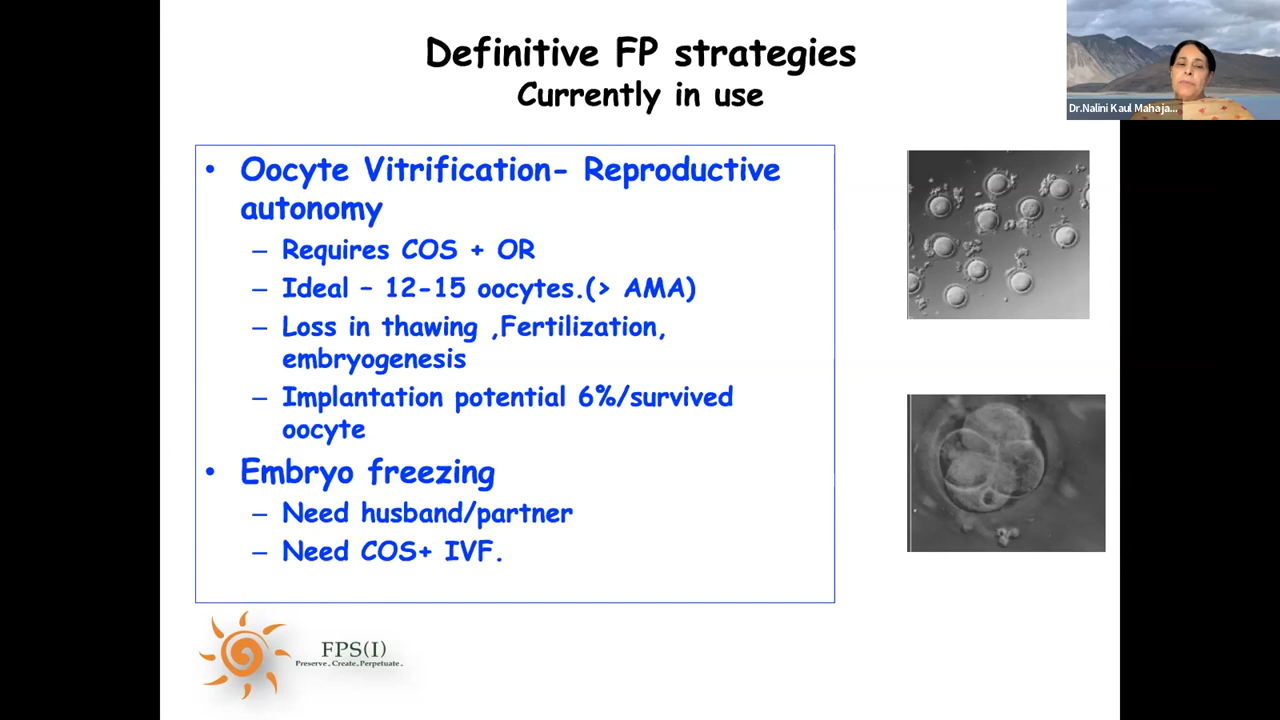 Definitive FP strategies
Currently in use
Dr.Nalini Kaul Mahaja...
• Oocyte Vitrification- Reproductive
autonomy
– Requires COS + OR
– Ideal – 12-15 oocytes.(> AMA)
– Loss in thawing ,Fertilization,
embryogenesis
– Implantation potential 6%/survived
oocyte
• Embryo freezing
– Need husband/partner
– Need COS+ IVF.
FPS(I)
Preserve. Create. Perpetuate.